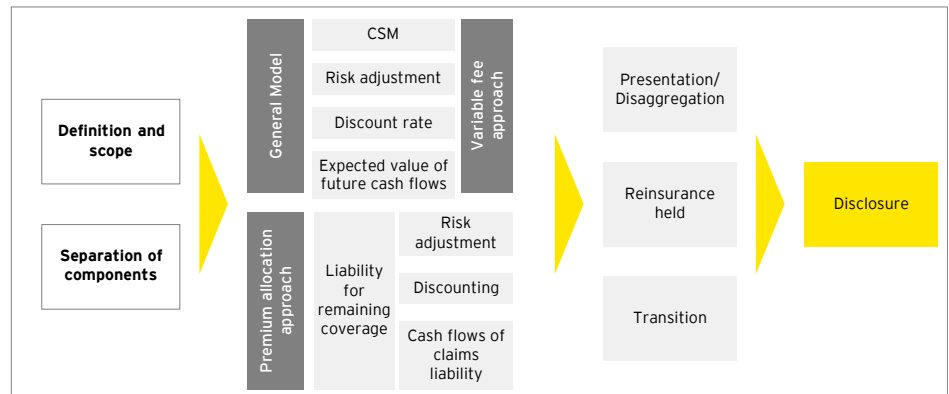 Definition and
scope
Separation of
components
General Model
CSM
Risk adjustment
Discount rate
Expected value of
future cash flows
Variable fee
approach
Premium allocation
approach
Liability
for
remaining
coverage
Risk
adjustment
Discounting
Cash flows of
claims
liability
Presentation/
Disaggregation
Reinsurance
held
Transition
Disclosure